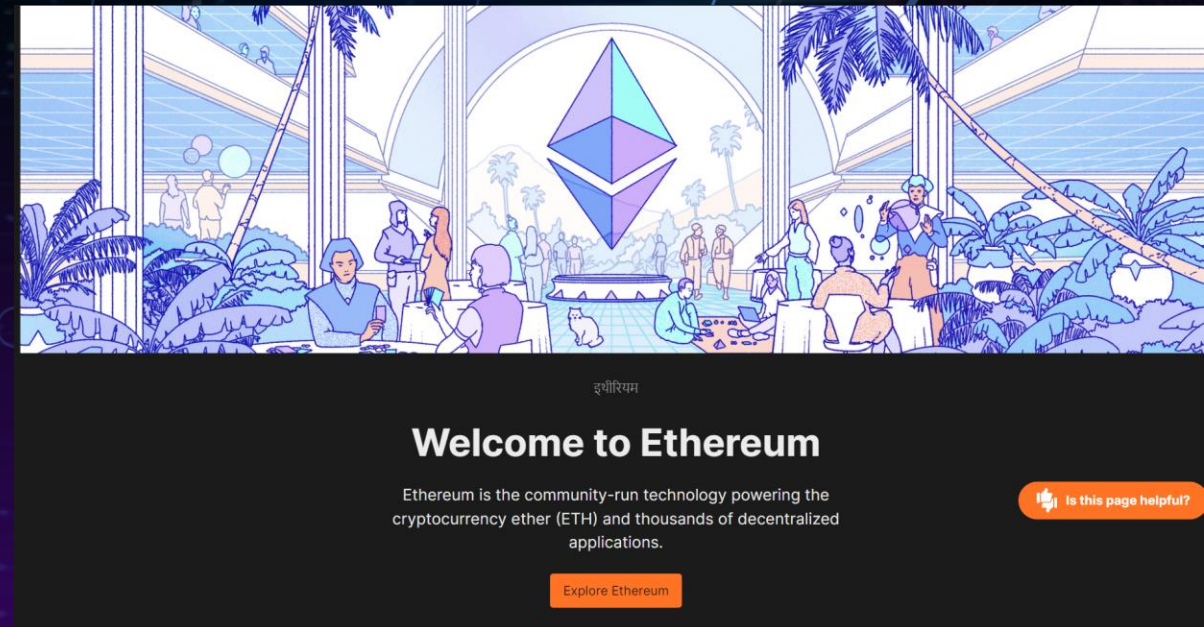 इथीरियम
Welcome to Ethereum
Ethereum is the community-run technology powering the
cryptocurrency ether (ETH) and thousands of decentralized
applications.
Is this page helpful?
Explore Ethereum